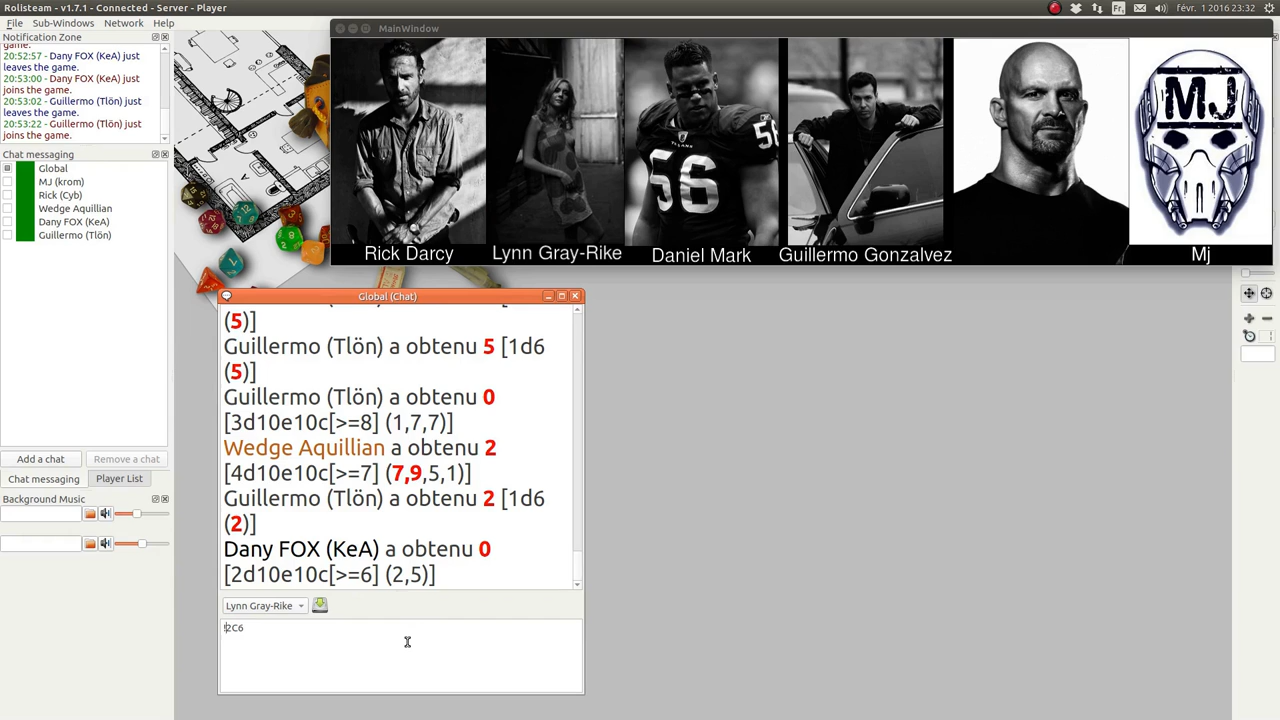 Rolisteam - v1.7.1 - Connected - Server - Player
Fr
févr. 1 2016 23:32
File Sub-Windows Network Help
MainWindow
Notification Zone
game.
20:52:57 - Dany FOX (KeA) just
leaves the game.
20:53:00 - Dany FOX (KeA) just
joins the game.
20:53:02 - Guillermo (Tlön) just
leaves the game.
20:53:22 - Guillermo (Tlön) just
joins the game.
Chat messaging
Global
MJ (krom)
Rick (Cyb)
Wedge Aquillian
Dany FOX (KeA)
Guillermo (Tlön)
Add a chat
Remove a chat
Chat messaging
Player List
Background Music
TEXANS
56
56
MJ
Rick Darcy
Lynn Gray-Rike
Daniel Mark
Guillermo Gonzalvez
Mj
Global (Chat)
(5)]
Guillermo (Tlön) a obtenu 5 [1d6
(5)]
Guillermo (Tlön) a obtenu 0
[3d10e10c[>=8] (1,7,7)]
Wedge Aquillian a obtenu 2
[4d10e10c[>=7] (7,9,5,1)]
Guillermo (Tlön) a obtenu 2 [1d6
(2)]
Dany FOX (KeA) a obtenu 0
[2d10e10c[>=6] (2,5)]
Lynn Gray-Rike
2C6
1